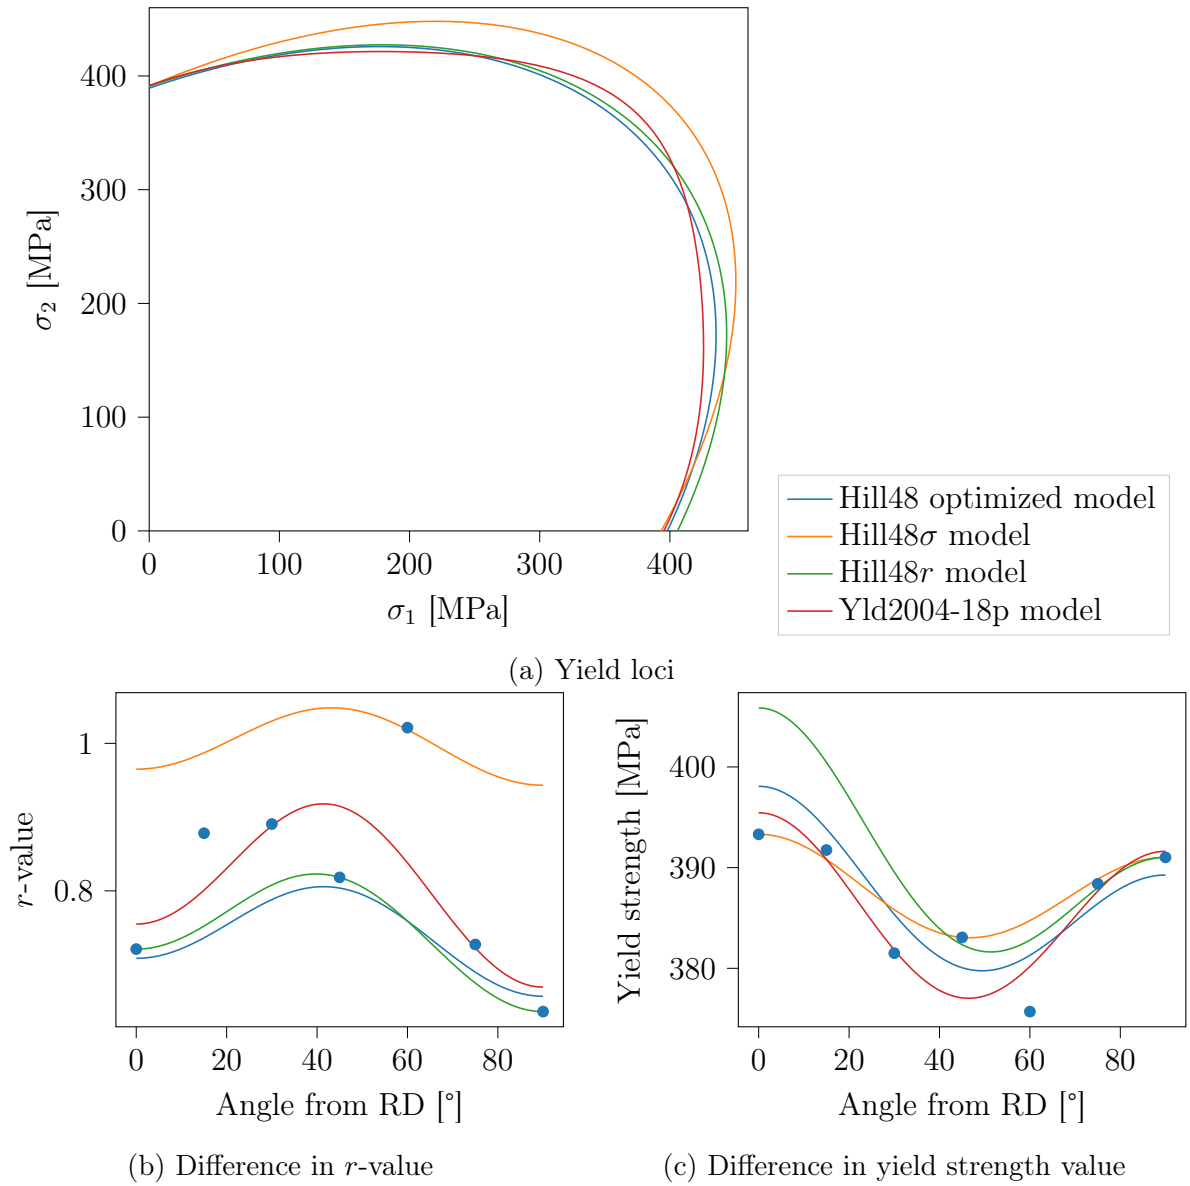 400
300
200
100
0
σ2 [MPa]
0 100 200 300 400
σ1 [MPa]
Hill48 optimized model
Hill48σ model
Hill48r model
Yld2004-18p model
(a) Yield loci
1
0.8
r-value
0 20 40 60 80
Angle from RD [°]
(b) Difference in r-value
400
390
380
Yield strength [MPa]
0 20 40 60 80
Angle from RD [°]
(c) Difference in yield strength value